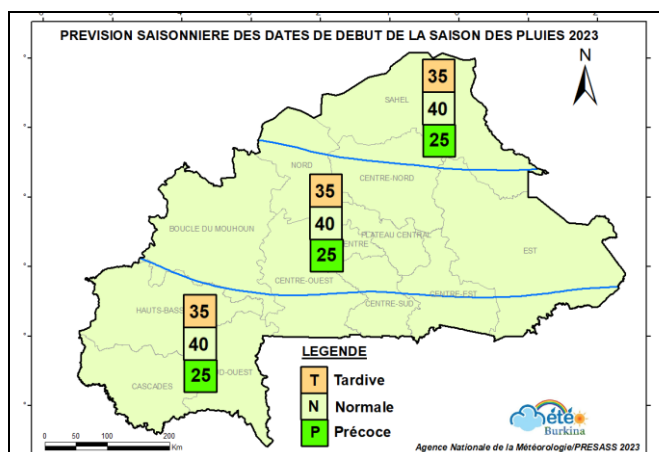 PREVISION SAISONNIERE DES DATES DE DEBUT DE LA SAISON DES PLUIES 2023
N
35
SAHEL
40
25
NORD
CENTRE-NORD
35
40
BOUCLE DU MOUHOUN
PLATEAU CENTRAL
ENTRE
25
EST
CENTRE-OUEST
CENTRE-EST
CENTRE-SUD
HAUTS-BASS
35
40
25
D-OUEST
CASCADES
LEGENDE
T Tardive
N Normale
P Précoce
0 50 100 200
Km
été
Burkina
Agence Nationale de la Météorologie/PRESASS 2023